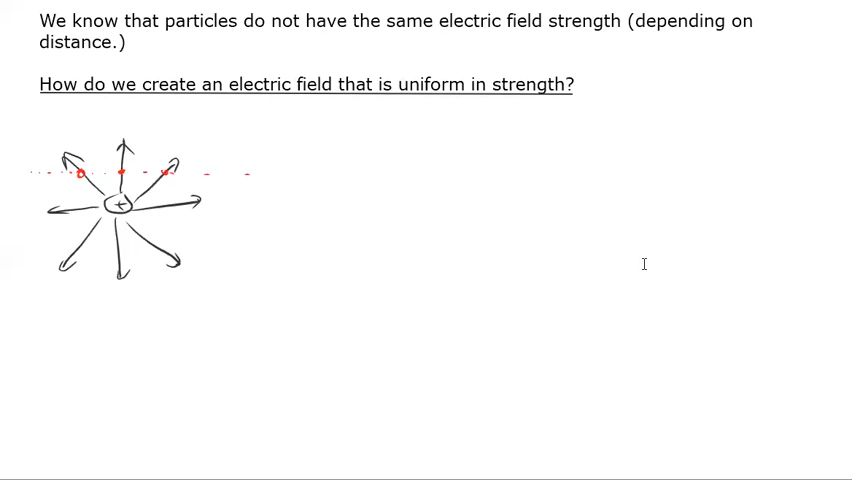 We know that particles do not have the same electric field strength (depending on
distance.)
How do we create an electric field that is uniform in strength?
+